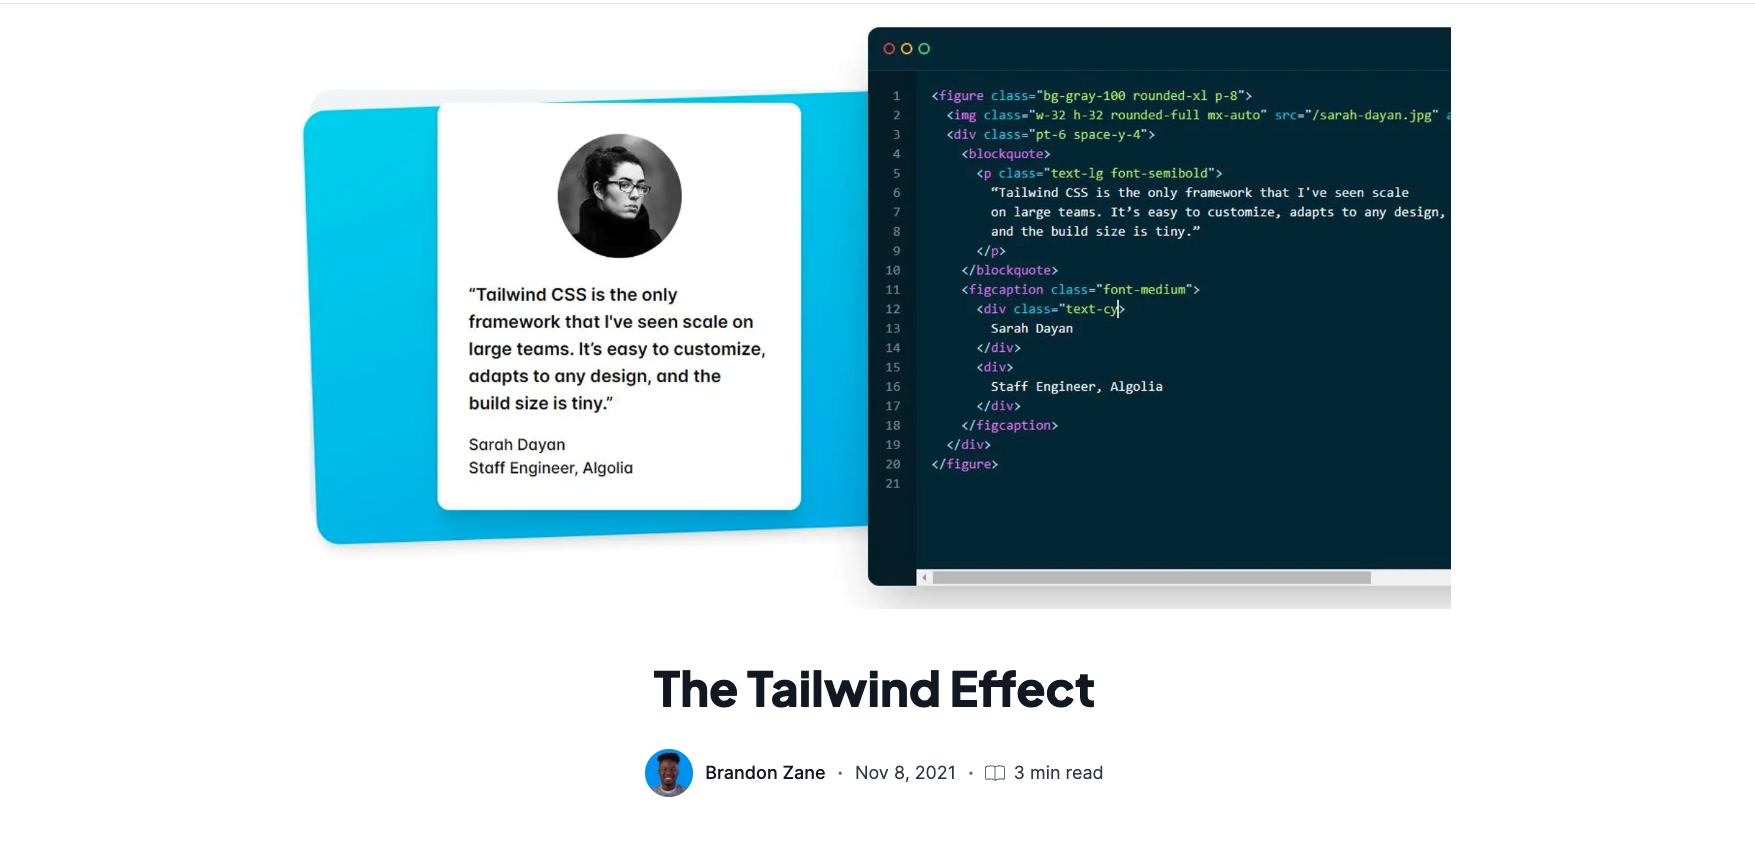 “Tailwind CSS is the only
framework that I've seen scale on
large teams. It’s easy to customize,
adapts to any design, and the
build size is tiny.”
Sarah Dayan
Staff Engineer, Algolia
1 <figure class="bg-gray-100 rounded-xl p-8">
2 <img class="w-32 h-32 rounded-full mx-auto" src="/sarah-dayan.jpg" a
3 <div class="pt-6 space-y-4">
4 <blockquote>
5 <p class="text-lg font-semibold">
6 “Tailwind CSS is the only framework that I've seen scale
7 on large teams. It’s easy to customize, adapts to any design,
8 and the build size is tiny.”
9 </p>
10 </blockquote>
11 <figcaption class="font-medium">
12 <div class="text-cy>
13 Sarah Dayan
14 </div>
15 <div>
16 Staff Engineer, Algolia
17 </div>
18 </figcaption>
19 </div>
20 </figure>
21
The Tailwind Effect
Brandon Zane · Nov 8, 2021 · 3 min read